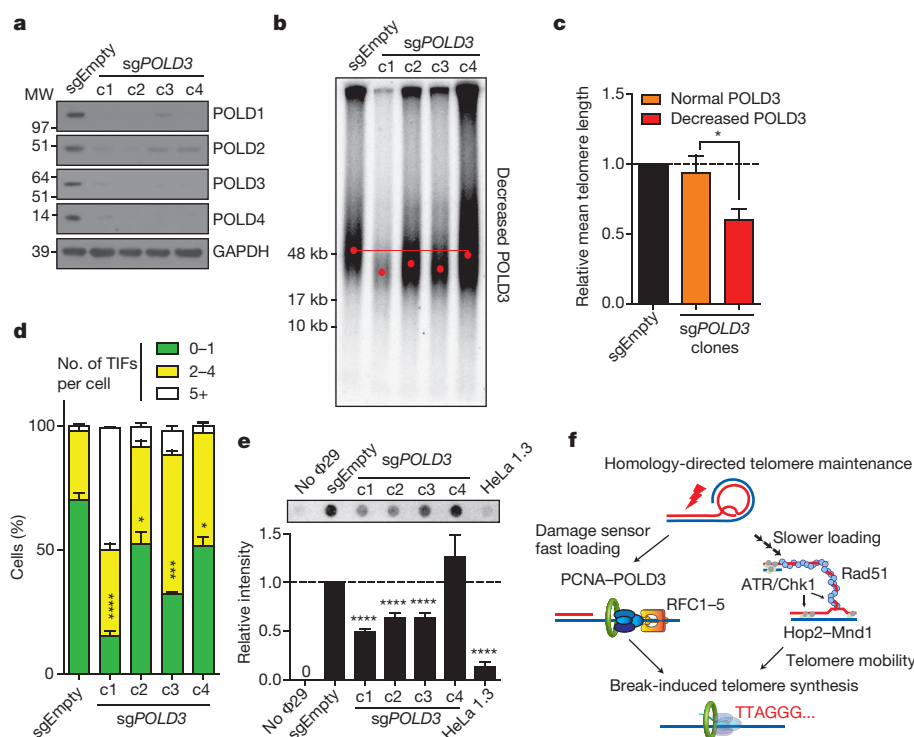 a
sgEmpty
sgPOLD3
c1 c2 c3 c4
MW
97
POLD1
51
POLD2
64
51
POLD3
14
POLD4
39
GAPDH
b
sgEmpty
sgPOLD3
c1 c2 c3 c4
48 kb
17 kb
10 kb
Decreased POLD3
c
Normal POLD3
Decreased POLD3
*
Relative mean telomere length
1.0
0.5
0.0
sgEmpty
sgPOLD3
clones
d
No. of TIFs
per cell
0–1
2–4
5+
Cells (%)
100
50
0
****
*
***
*
sgEmpty
c1 c2 c3 c4
sgPOLD3
e
No Φ29
sgEmpty
sgPOLD3
c1 c2 c3 c4
HeLa 1.3
Relative intensity
1.5
1.0
0.5
0.0
0
****
****
****
****
No Φ29
sgEmpty
c1 c2 c3 c4
sgPOLD3
HeLa 1.3
f
Homology-directed telomere maintenance
Damage sensor
fast loading
Slower loading
PCNA–POLD3
ATR/Chk1
Rad51
RFC1–5
Hop2–Mnd1
Telomere mobility
Break-induced telomere synthesis
TTAGGG...